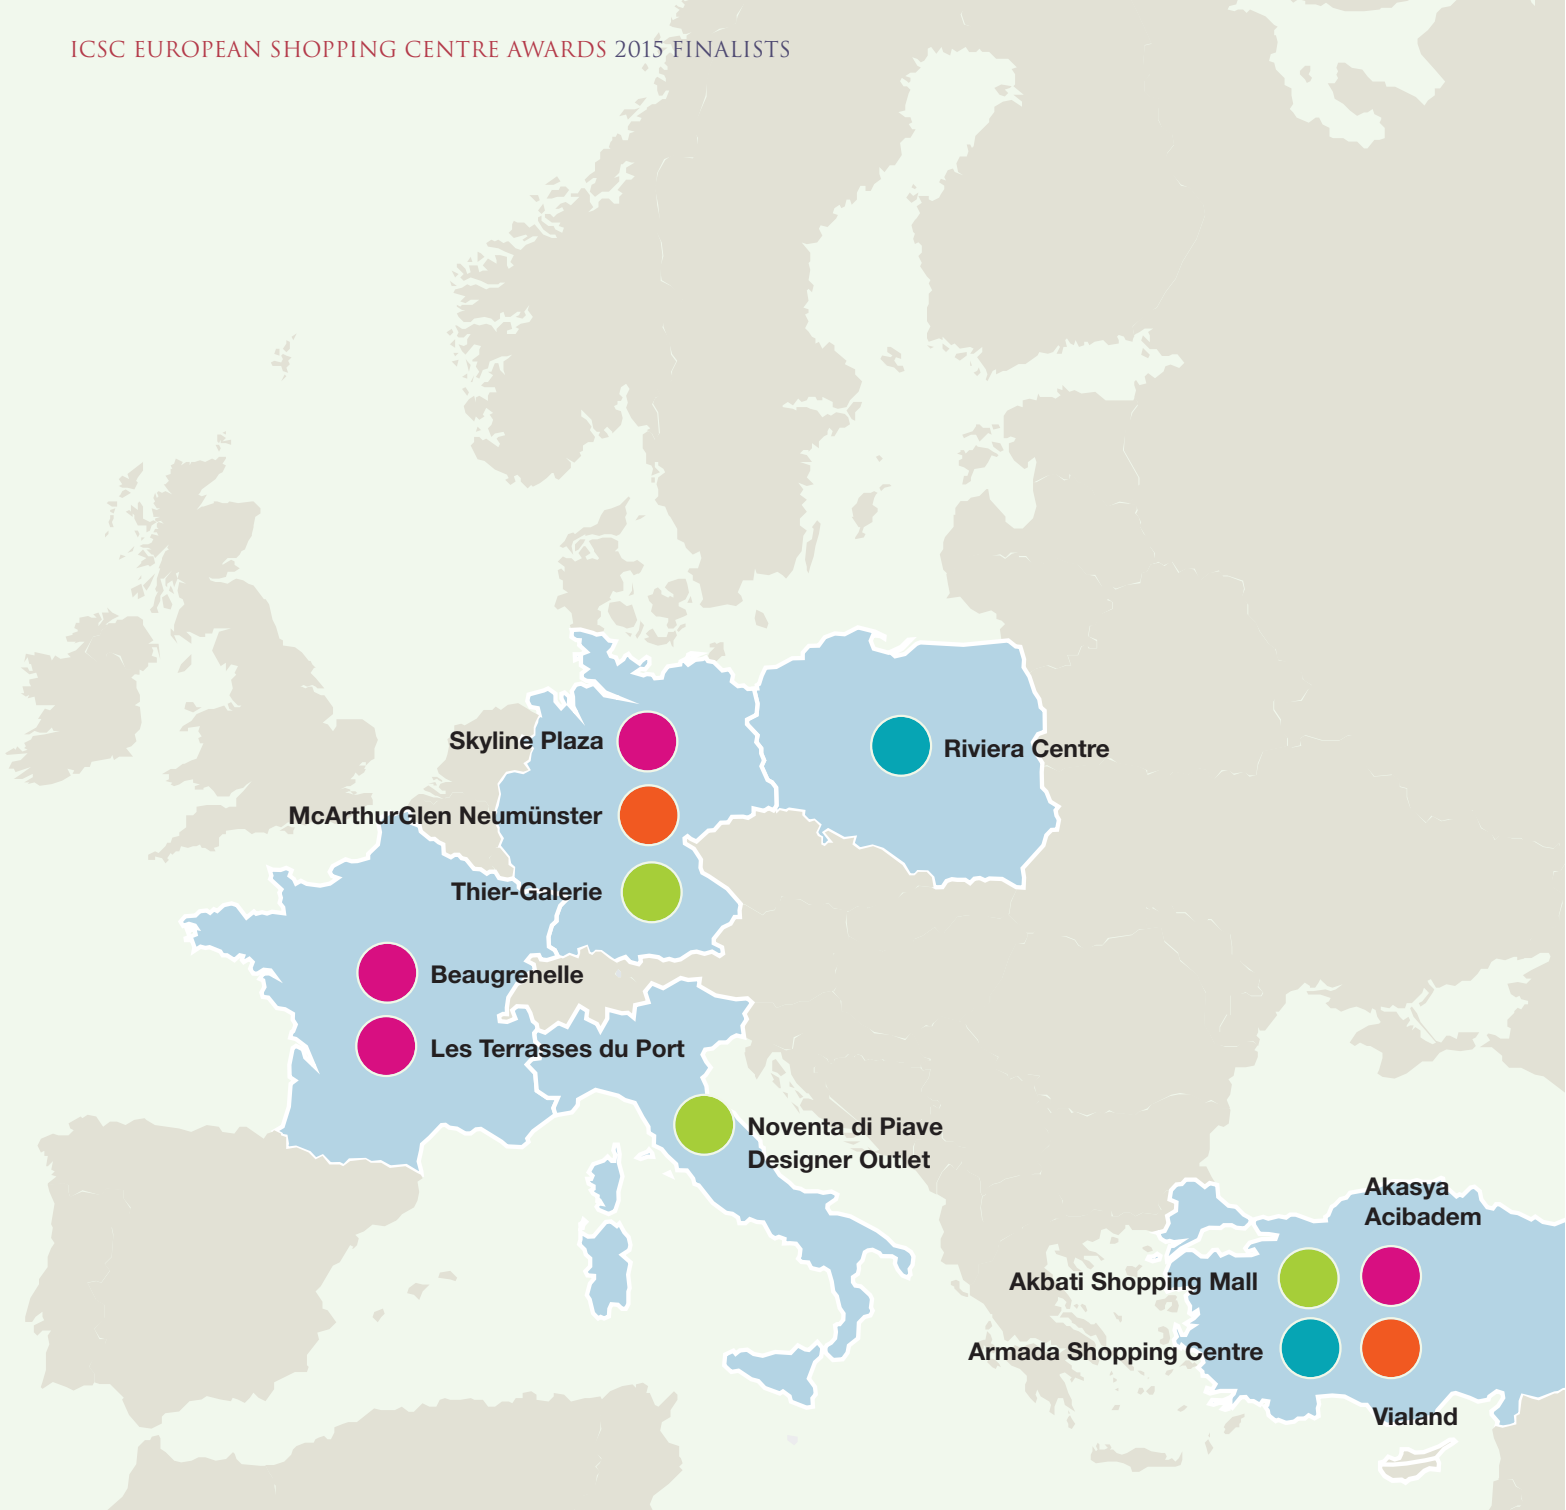 ICSC EUROPEAN SHOPPING CENTRE AWARDS 2015 FINALISTS
Skyline Plaza
Riviera Centre
McArthurGlen Neumünster
Thier-Galerie
Beaugrenelle
Les Terrasses du Port
Noventa di Piave
Designer Outlet
Akasya
Acibadem
Akbati Shopping Mall
Armada Shopping Centre
Vialand